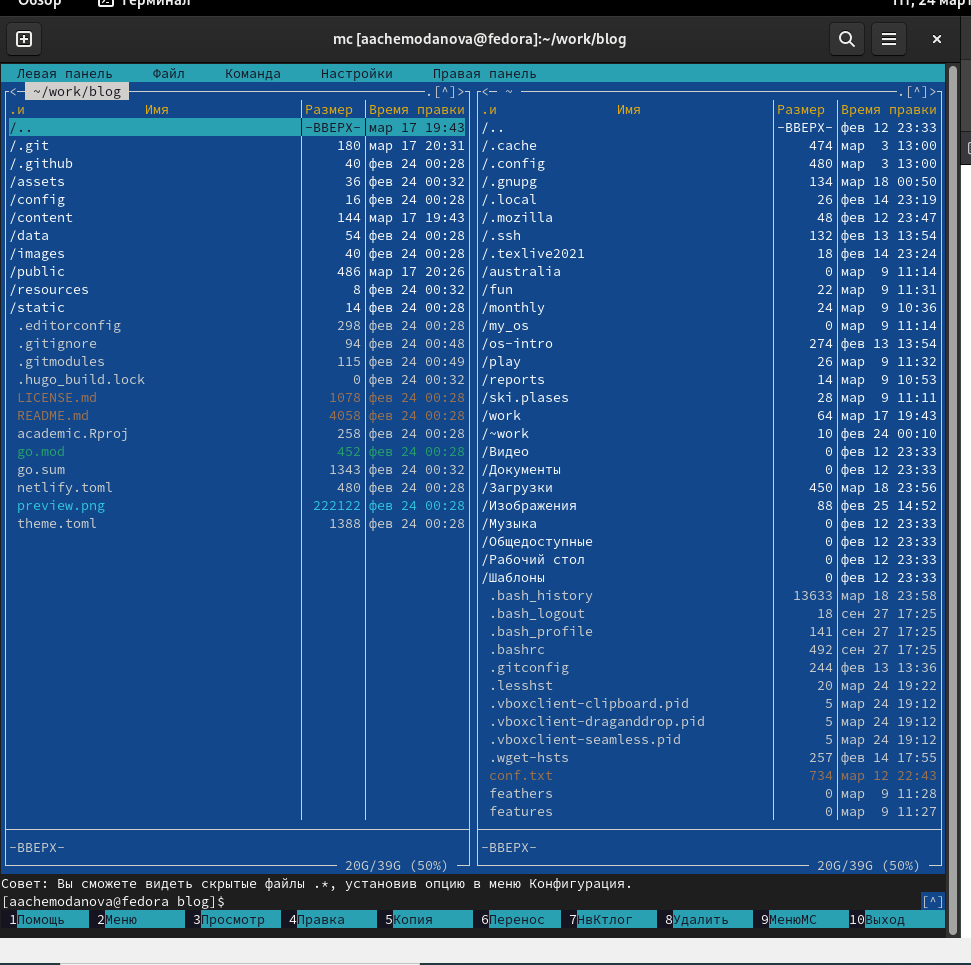 Обзор Терминал Пт, 24 март
mc [aachemodanova@fedora]:~/work/blog
Левая панель Файл Команда Настройки Правая панель
<─ ~/work/blog .[^]> <─ ~ .[^]>
.и Имя Размер Время правки .и Имя Размер Время правки
/.. -ВВЕРХ- мар 17 19:43 /.. -ВВЕРХ- фев 12 23:33
/.git 180 мар 17 20:31 /.cache 474 мар 3 13:00
/.github 40 фев 24 00:28 /.config 480 мар 3 13:00
/assets 36 фев 24 00:32 /.gnupg 134 мар 18 00:50
/config 16 фев 24 00:28 /.local 26 фев 14 23:19
/content 144 мар 17 19:43 /.mozilla 48 фев 12 23:47
/data 54 фев 24 00:28 /.ssh 132 фев 13 13:54
/images 40 фев 24 00:28 /.texlive2021 18 фев 14 23:24
/public 486 мар 17 20:26 /australia 0 мар 9 11:14
/resources 8 фев 24 00:32 /fun 22 мар 9 11:31
/static 14 фев 24 00:28 /monthly 24 мар 9 10:36
.editorconfig 298 фев 24 00:28 /my_os 0 мар 9 11:14
.gitignore 94 фев 24 00:48 /os-intro 274 фев 13 13:54
.gitmodules 115 фев 24 00:49 /play 26 мар 9 11:32
.hugo_build.lock 0 фев 24 00:32 /reports 14 мар 9 10:53
LICENSE.md 1078 фев 24 00:28 /ski.plases 28 мар 9 11:11
README.md 4058 фев 24 00:28 /work 64 мар 17 19:43
academic.Rproj 258 фев 24 00:28 /~work 10 фев 24 00:10
go.mod 452 фев 24 00:28 /Видео 0 фев 12 23:33
go.sum 1343 фев 24 00:32 /Документы 0 фев 12 23:33
netlify.toml 480 фев 24 00:28 /Загрузки 450 мар 18 23:56
preview.png 222122 фев 24 00:28 /Изображения 88 фев 25 14:52
theme.toml 1388 фев 24 00:28 /Музыка 0 фев 12 23:33
/Общедоступные 0 фев 12 23:33
/Рабочий стол 0 фев 12 23:33
/Шаблоны 0 фев 12 23:33
.bash_history 13633 мар 18 23:58
.bash_logout 18 сен 27 17:25
.bash_profile 141 сен 27 17:25
.bashrc 492 сен 27 17:25
.gitconfig 244 фев 13 13:36
.lesshst 20 мар 24 19:22
.vboxclient-clipboard.pid 5 мар 24 19:12
.vboxclient-draganddrop.pid 5 мар 24 19:12
.vboxclient-seamless.pid 5 мар 24 19:12
.wget-hsts 257 фев 14 17:55
conf.txt 734 мар 12 22:43
feathers 0 мар 9 11:28
features 0 мар 9 11:27
-ВВЕРХ- -ВВЕРХ-
20G/39G (50%) 20G/39G (50%)
Совет: Вы сможете видеть скрытые файлы .*, установив опцию в меню Конфигурация.
[aachemodanova@fedora blog]$ [^]
1Помощь 2Меню 3Просмотр 4Правка 5Копия 6Перенос 7НвКтлог 8Удалить 9МенюMC 10Выход